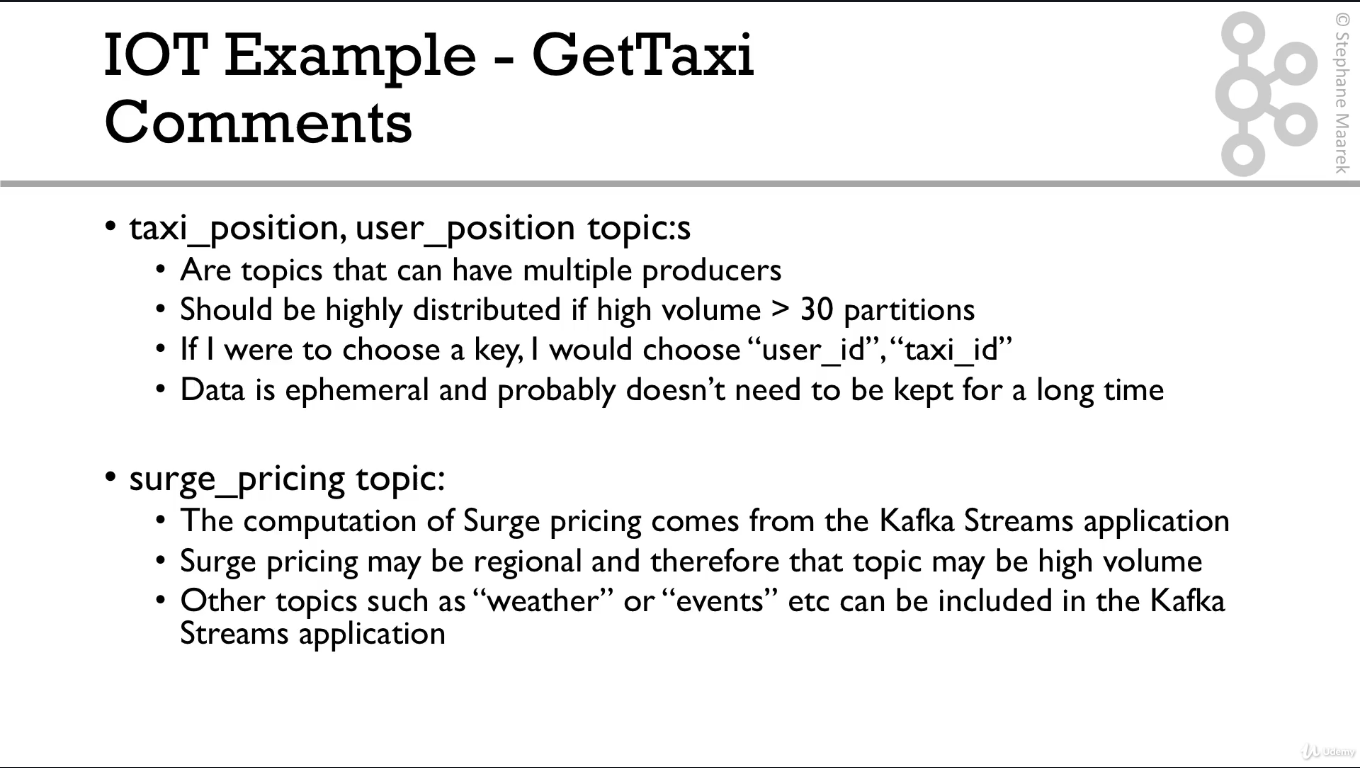 IOT Example - GetTaxi
Comments
© Stephane Maarek
• taxi_position, user_position topic:s
• Are topics that can have multiple producers
• Should be highly distributed if high volume > 30 partitions
• If I were to choose a key, I would choose “user_id”, “taxi_id”
• Data is ephemeral and probably doesn’t need to be kept for a long time
• surge_pricing topic:
• The computation of Surge pricing comes from the Kafka Streams application
• Surge pricing may be regional and therefore that topic may be high volume
• Other topics such as “weather” or “events” etc can be included in the Kafka
Streams application
Udemy